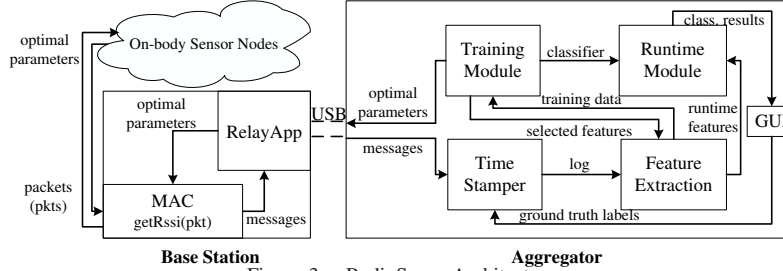 optimal
parameters
On-body Sensor Nodes
optimal
parameters
RelayApp
USB
MAC
getRssi(pkt)
packets
(pkts)
messages
Base Station
Training
Module
classifier
Runtime
Module
class. results
optimal
parameters
training data
selected features
runtime
features
messages
Time
Stamper
log
Feature
Extraction
ground truth labels
Aggregator